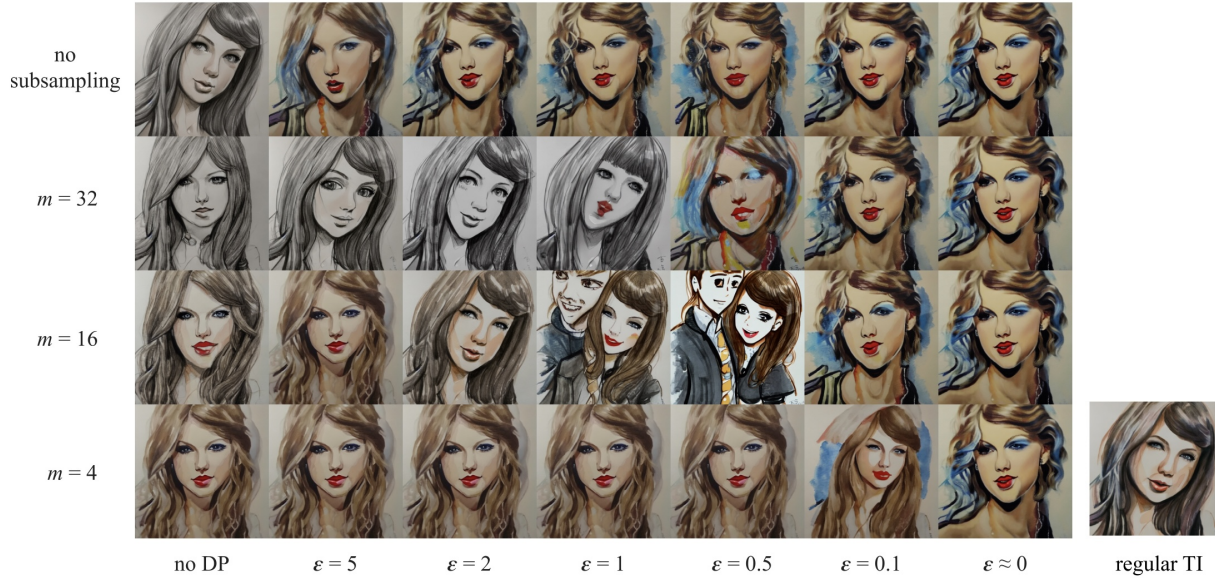 no
subsampling
m = 32
m = 16
m = 4
no DP
ε = 5
ε = 2
ε = 1
ε = 0.5
ε = 0.1
ε ≈ 0
regular TI